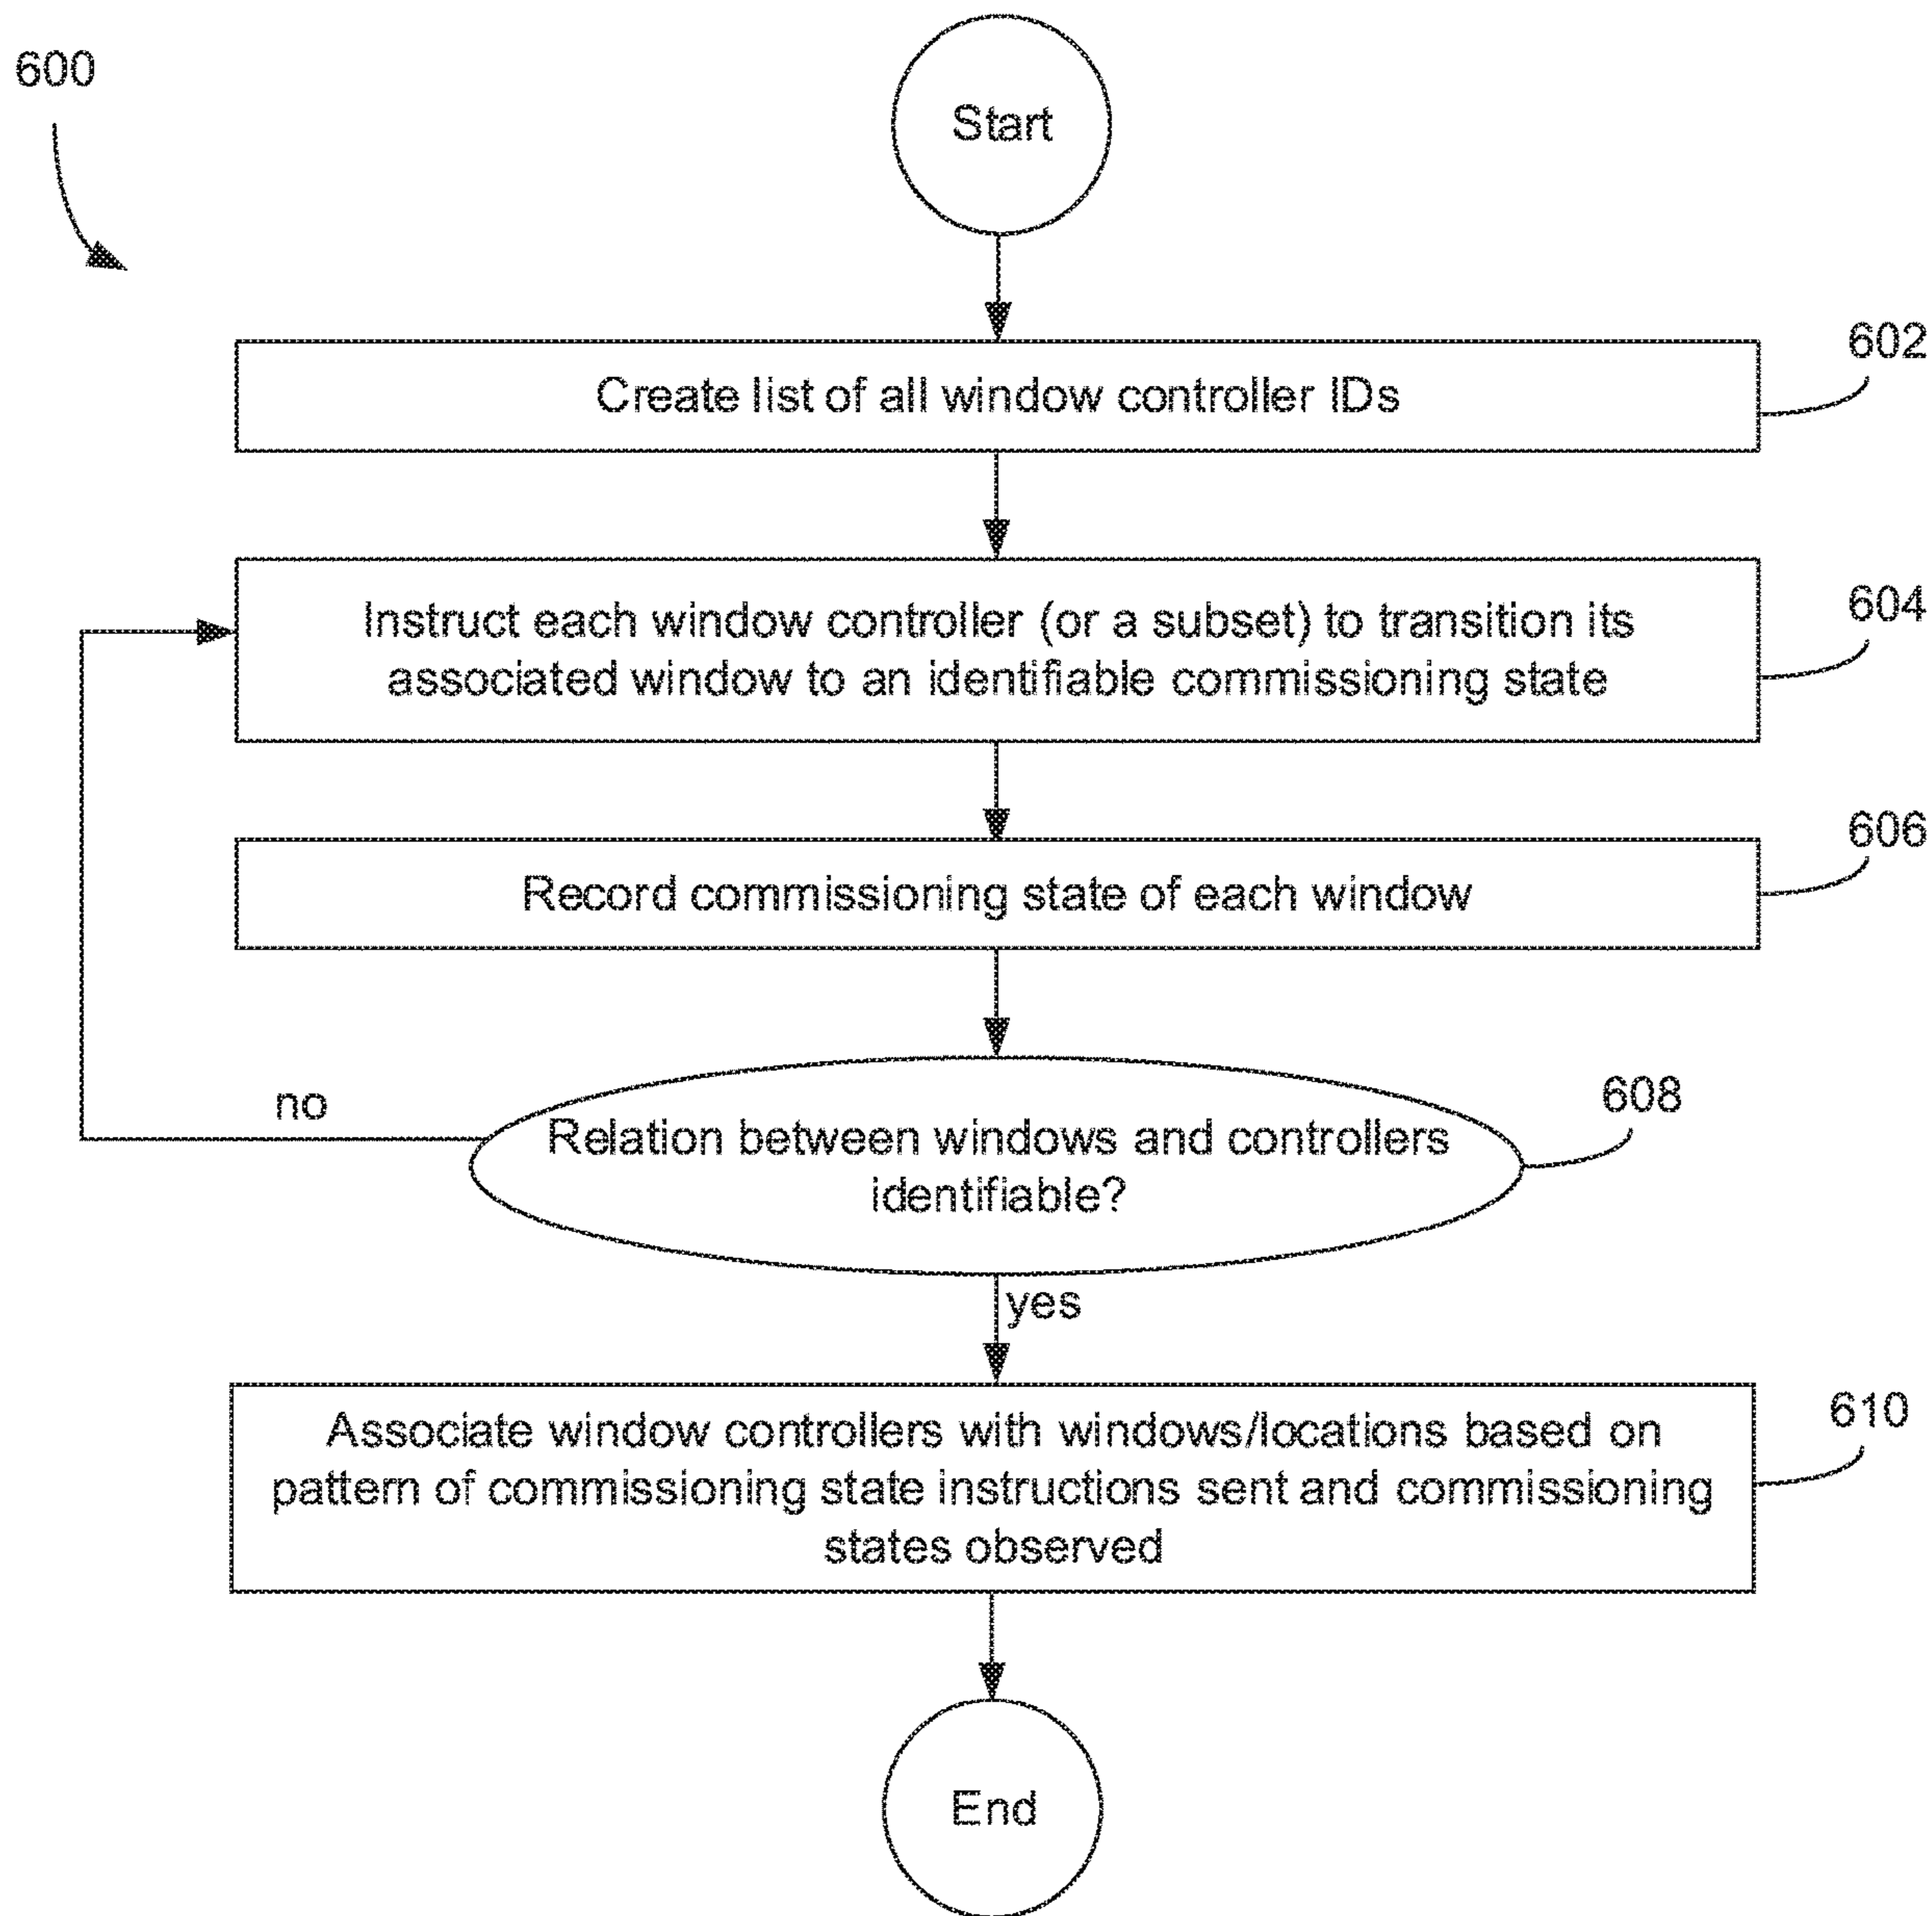 600
Start
602
Create list of all window controller IDs
604
Instruct each window controller (or a subset) to transition its
associated window to an identifiable commissioning state
606
Record commissioning state of each window
608
no
Relation between windows and controllers
identifiable?
yes
610
Associate window controllers with windows/locations based on
pattern of commissioning state instructions sent and commissioning
states observed
End